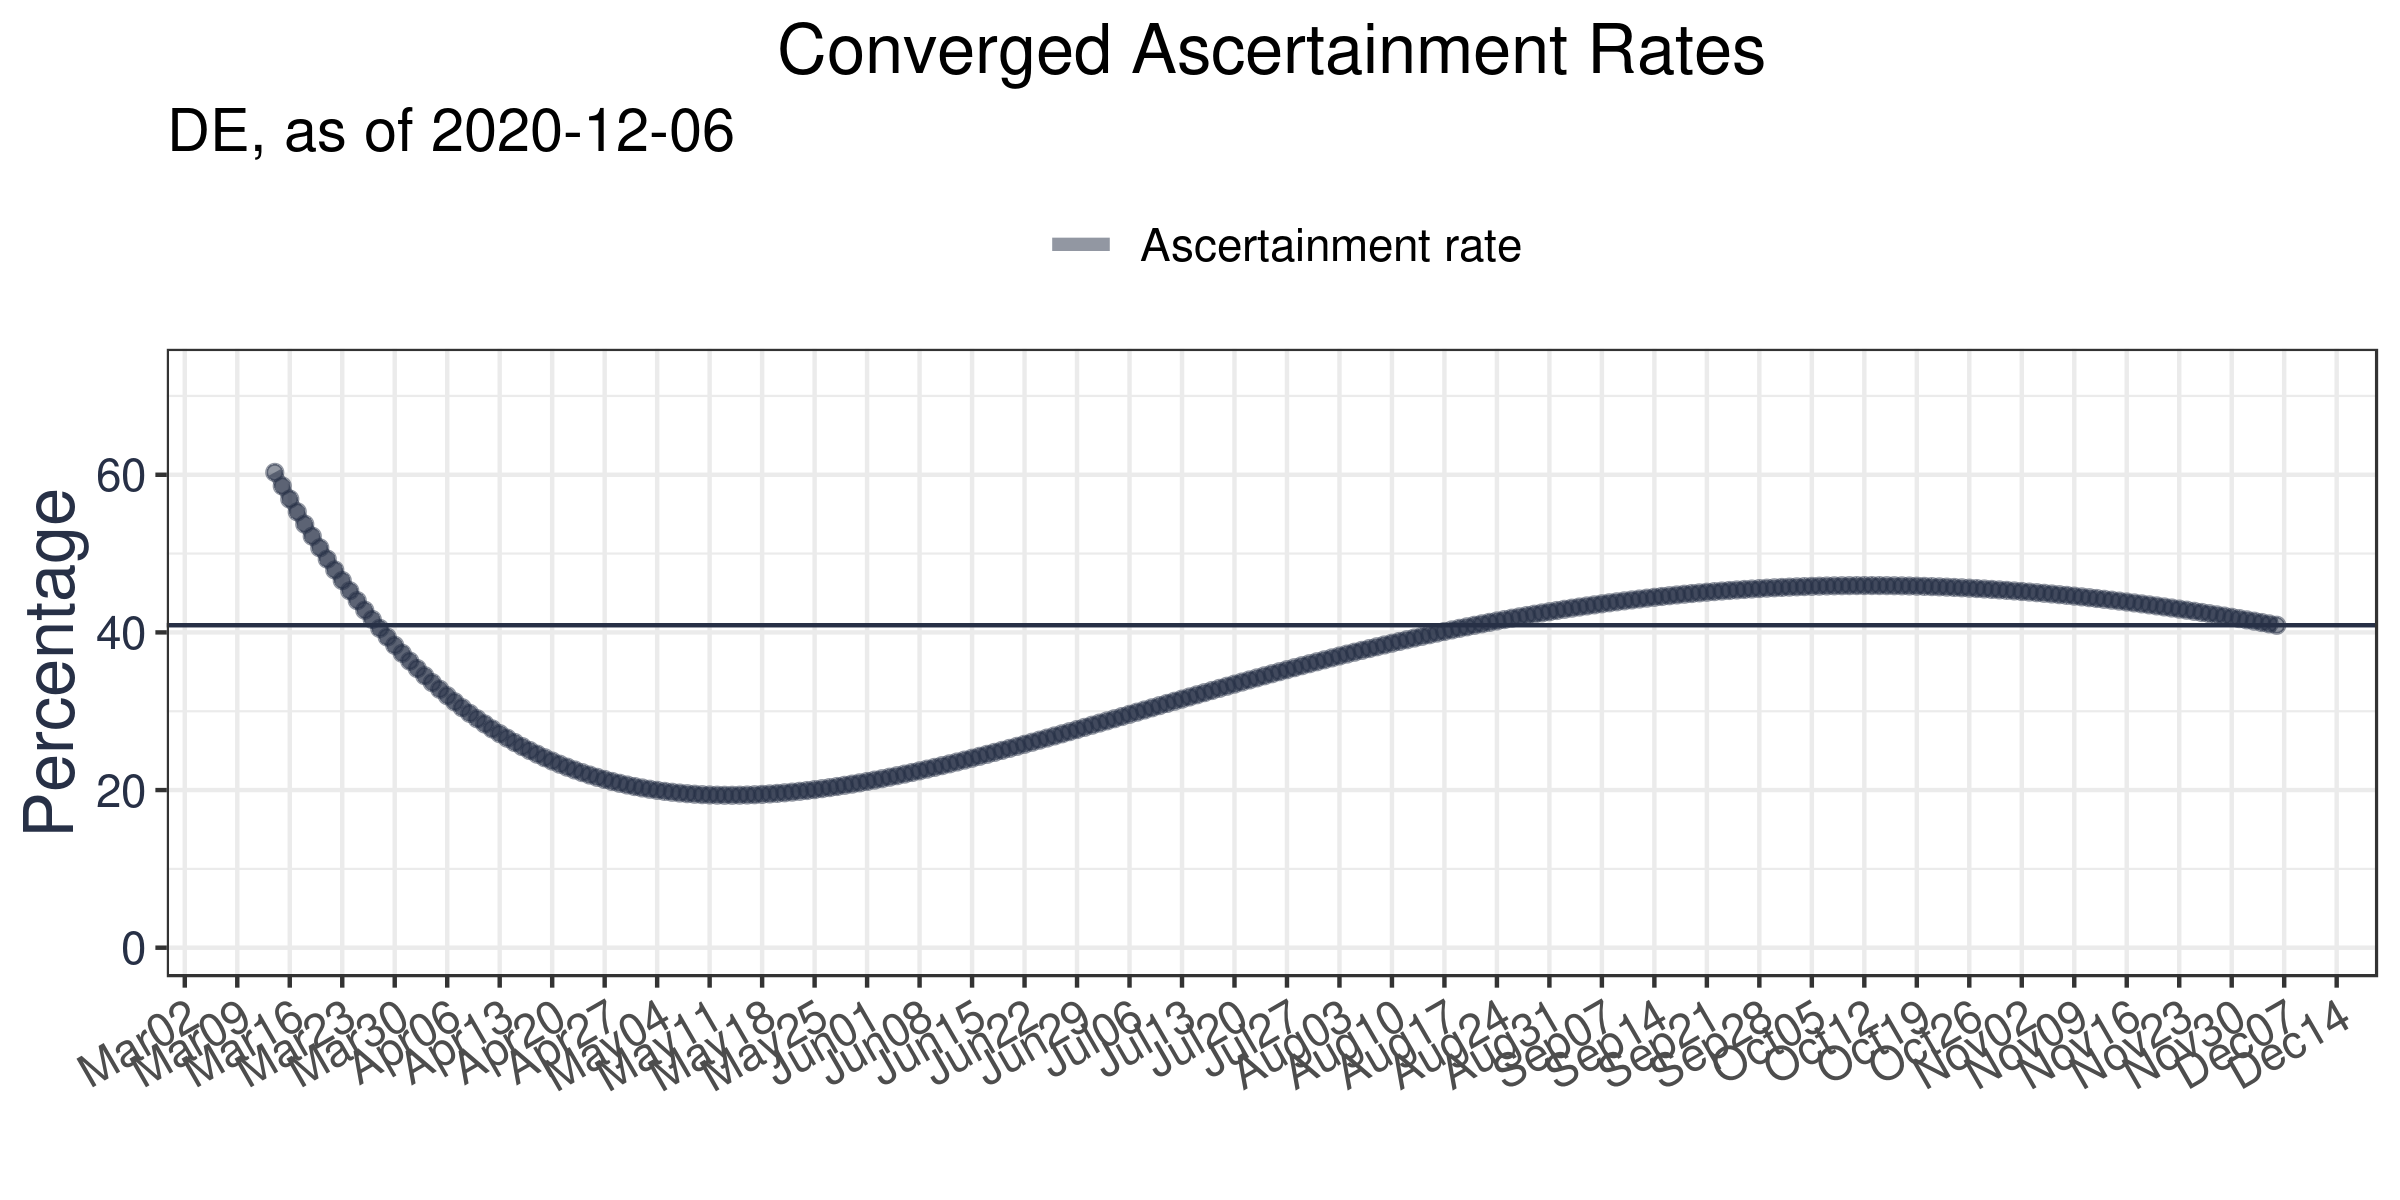 Converged Ascertainment Rates
DE, as of 2020-12-06
Ascertainment rate
Percentage
60
40
20
0
Mar02
Mar09
Mar16
Mar23
Mar30
Apr06
Apr13
Apr20
Apr27
May04
May11
May18
May25
Jun01
Jun08
Jun15
Jun22
Jun29
Jul06
Jul13
Jul20
Jul27
Aug03
Aug10
Aug17
Aug24
Aug31
Sep07
Sep14
Sep21
Sep28
Oct05
Oct12
Oct19
Oct26
Nov02
Nov09
Nov16
Nov23
Nov30
Dec07
Dec14